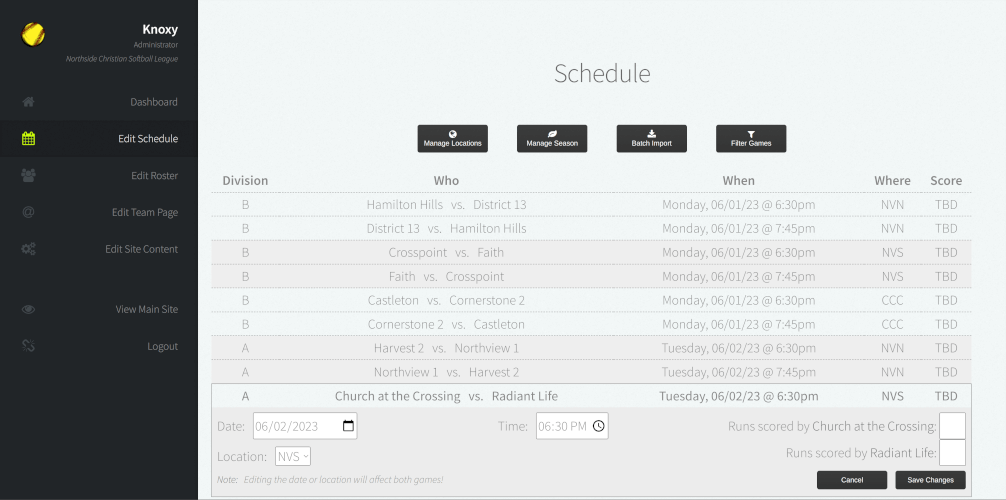 Knoxy
Administrator
Northside Christian Softball League
Dashboard
Edit Schedule
Edit Roster
Edit Team Page
Edit Site Content
View Main Site
Logout
Schedule
Manage Locations Manage Season Batch Import Filter Games
Division Who When Where Score
B Hamilton Hills vs. District 13 Monday, 06/01/23 @ 6:30pm NVN TBD
B District 13 vs. Hamilton Hills Monday, 06/01/23 @ 7:45pm NVN TBD
B Crosspoint vs. Faith Monday, 06/01/23 @ 6:30pm NVS TBD
B Faith vs. Crosspoint Monday, 06/01/23 @ 7:45pm NVS TBD
B Castleton vs. Cornerstone 2 Monday, 06/01/23 @ 6:30pm CCC TBD
B Cornerstone 2 vs. Castleton Monday, 06/01/23 @ 7:45pm CCC TBD
A Harvest 2 vs. Northview 1 Tuesday, 06/02/23 @ 6:30pm NVN TBD
A Northview 1 vs. Harvest 2 Tuesday, 06/02/23 @ 7:45pm NVN TBD
A Church at the Crossing vs. Radiant Life Tuesday, 06/02/23 @ 6:30pm NVS TBD
Date: 06/02/2023 Time: 06:30 PM Runs scored by Church at the Crossing:
Location: NVS Runs scored by Radiant Life:
Note: Editing the date or location will affect both games! Cancel Save Changes